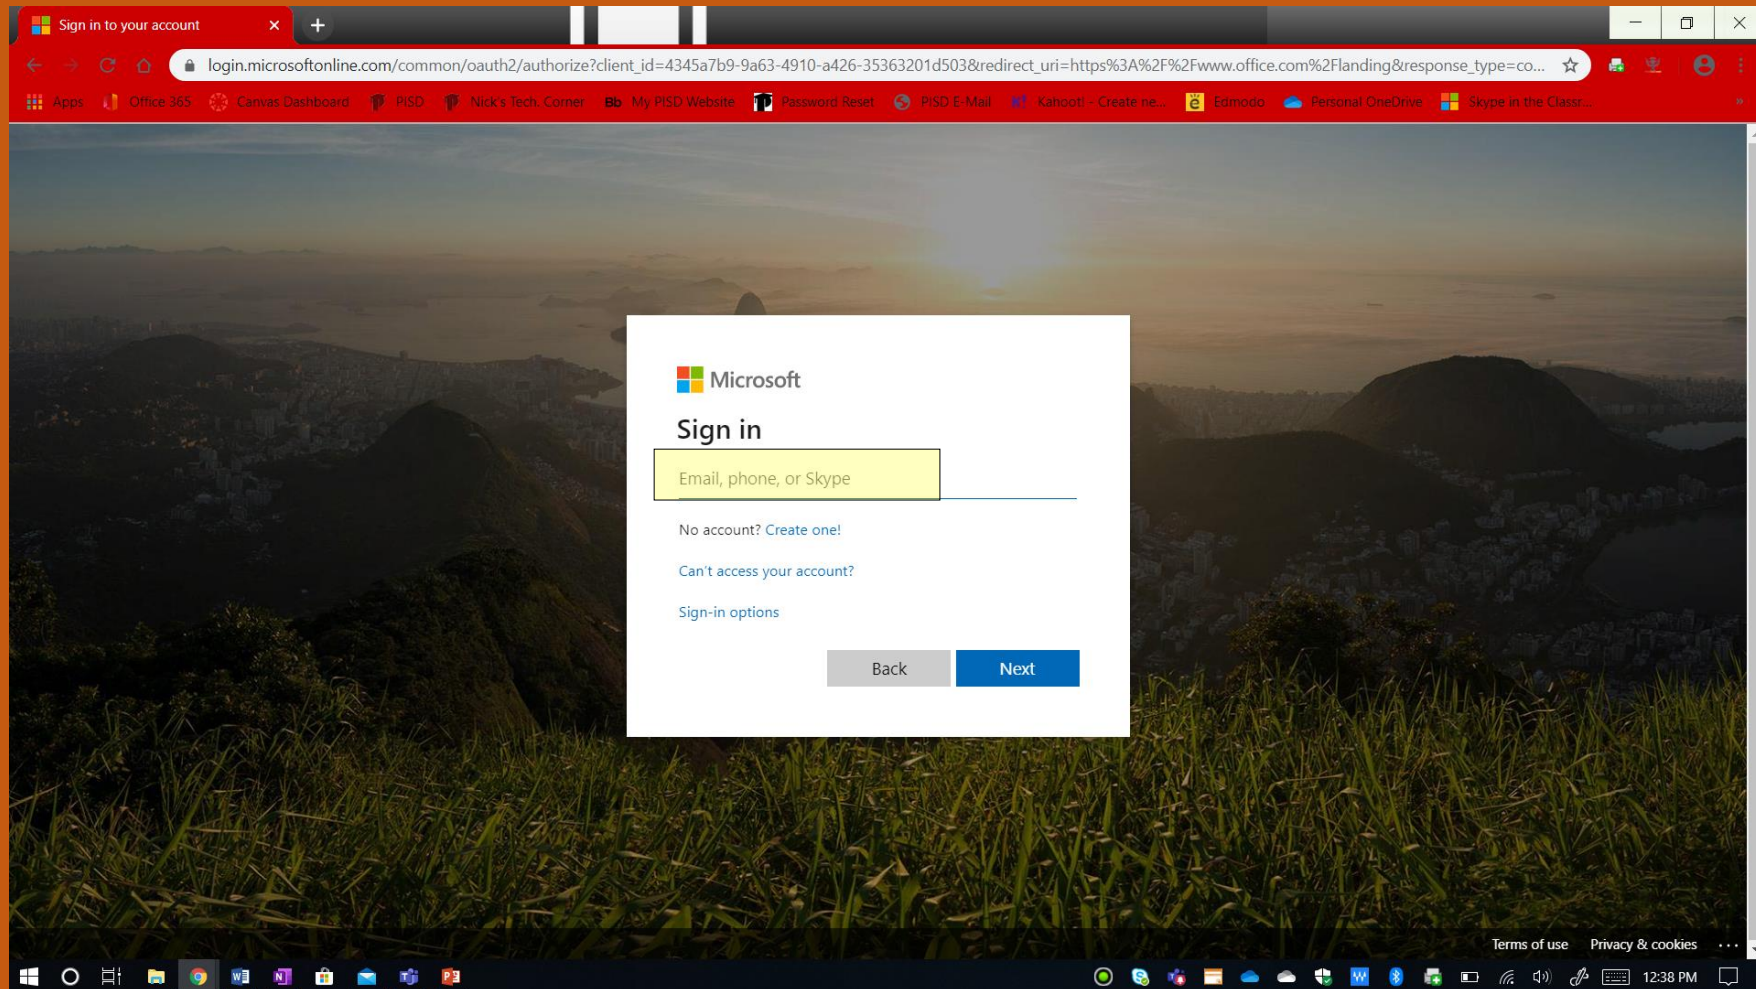 Sign in to your account
login.microsoftonline.com/common/oauth2/authorize?client_id=4345a7b9-9a63-4910-a426-35363201d503&redirect_uri=https%3A%2F%2Fwww.office.com%2Flanding&response_type=co...
Apps Office 365 Canvas Dashboard PISD Nick's Tech. Corner Bb My PISD Website Password Reset PISD E-Mail K! Kahoot! - Create ne... ë Edmodo Personal OneDrive Skype in the Classr... »
Microsoft
Sign in
Email, phone, or Skype
No account? Create one!
Can't access your account?
Sign-in options
Back Next
Terms of use Privacy & cookies ...
12:38 PM